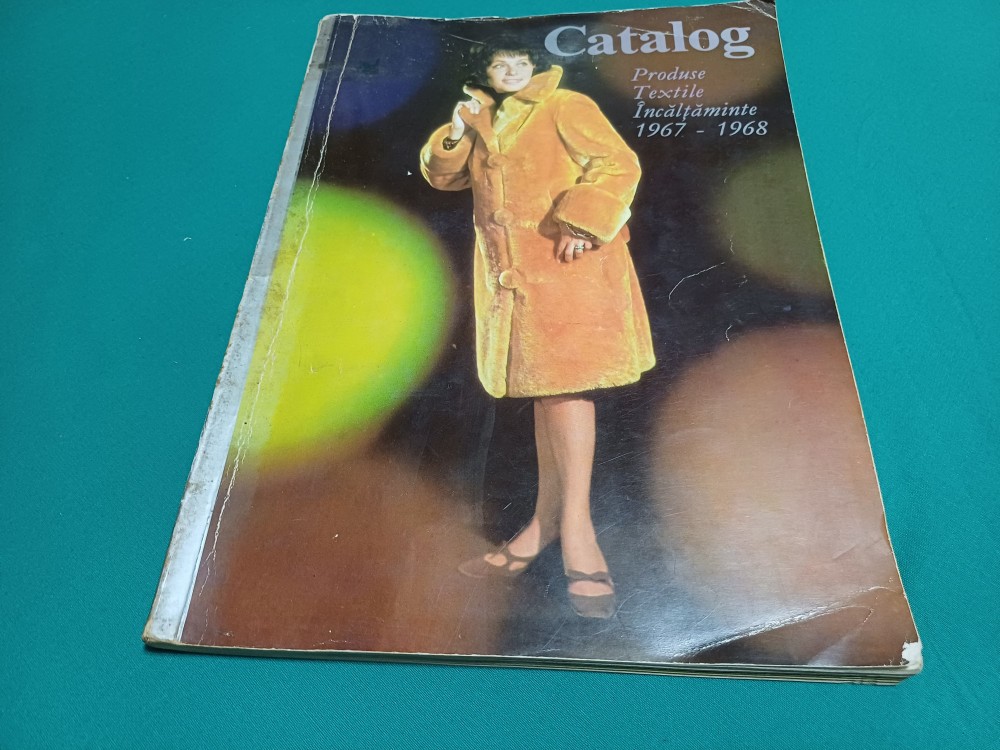 Catalog
Produse
Textile
Încălțăminte
1967 - 1968